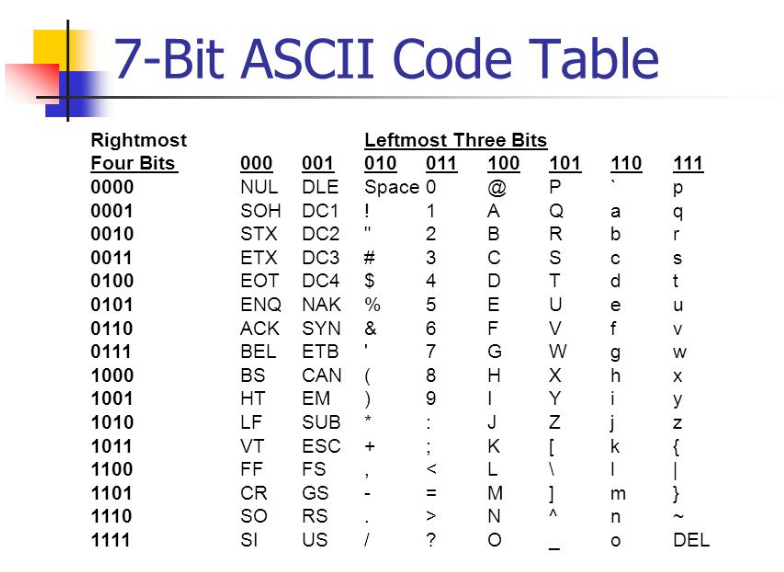 7-Bit ASCII Code Table
Rightmost Leftmost Three Bits
Four Bits 000 001 010 011 100 101 110 111
0000 NUL DLE Space 0 @ P ` p
0001 SOH DC1 ! 1 A Q a q
0010 STX DC2 " 2 B R b r
0011 ETX DC3 # 3 C S c s
0100 EOT DC4 $ 4 D T d t
0101 ENQ NAK % 5 E U e u
0110 ACK SYN & 6 F V f v
0111 BEL ETB ' 7 G W g w
1000 BS CAN ( 8 H X h x
1001 HT EM ) 9 I Y i y
1010 LF SUB * : J Z j z
1011 VT ESC + ; K [ k {
1100 FF FS , < L \ l |
1101 CR GS - = M ] m }
1110 SO RS . > N ^ n ~
1111 SI US / ? O _ o DEL